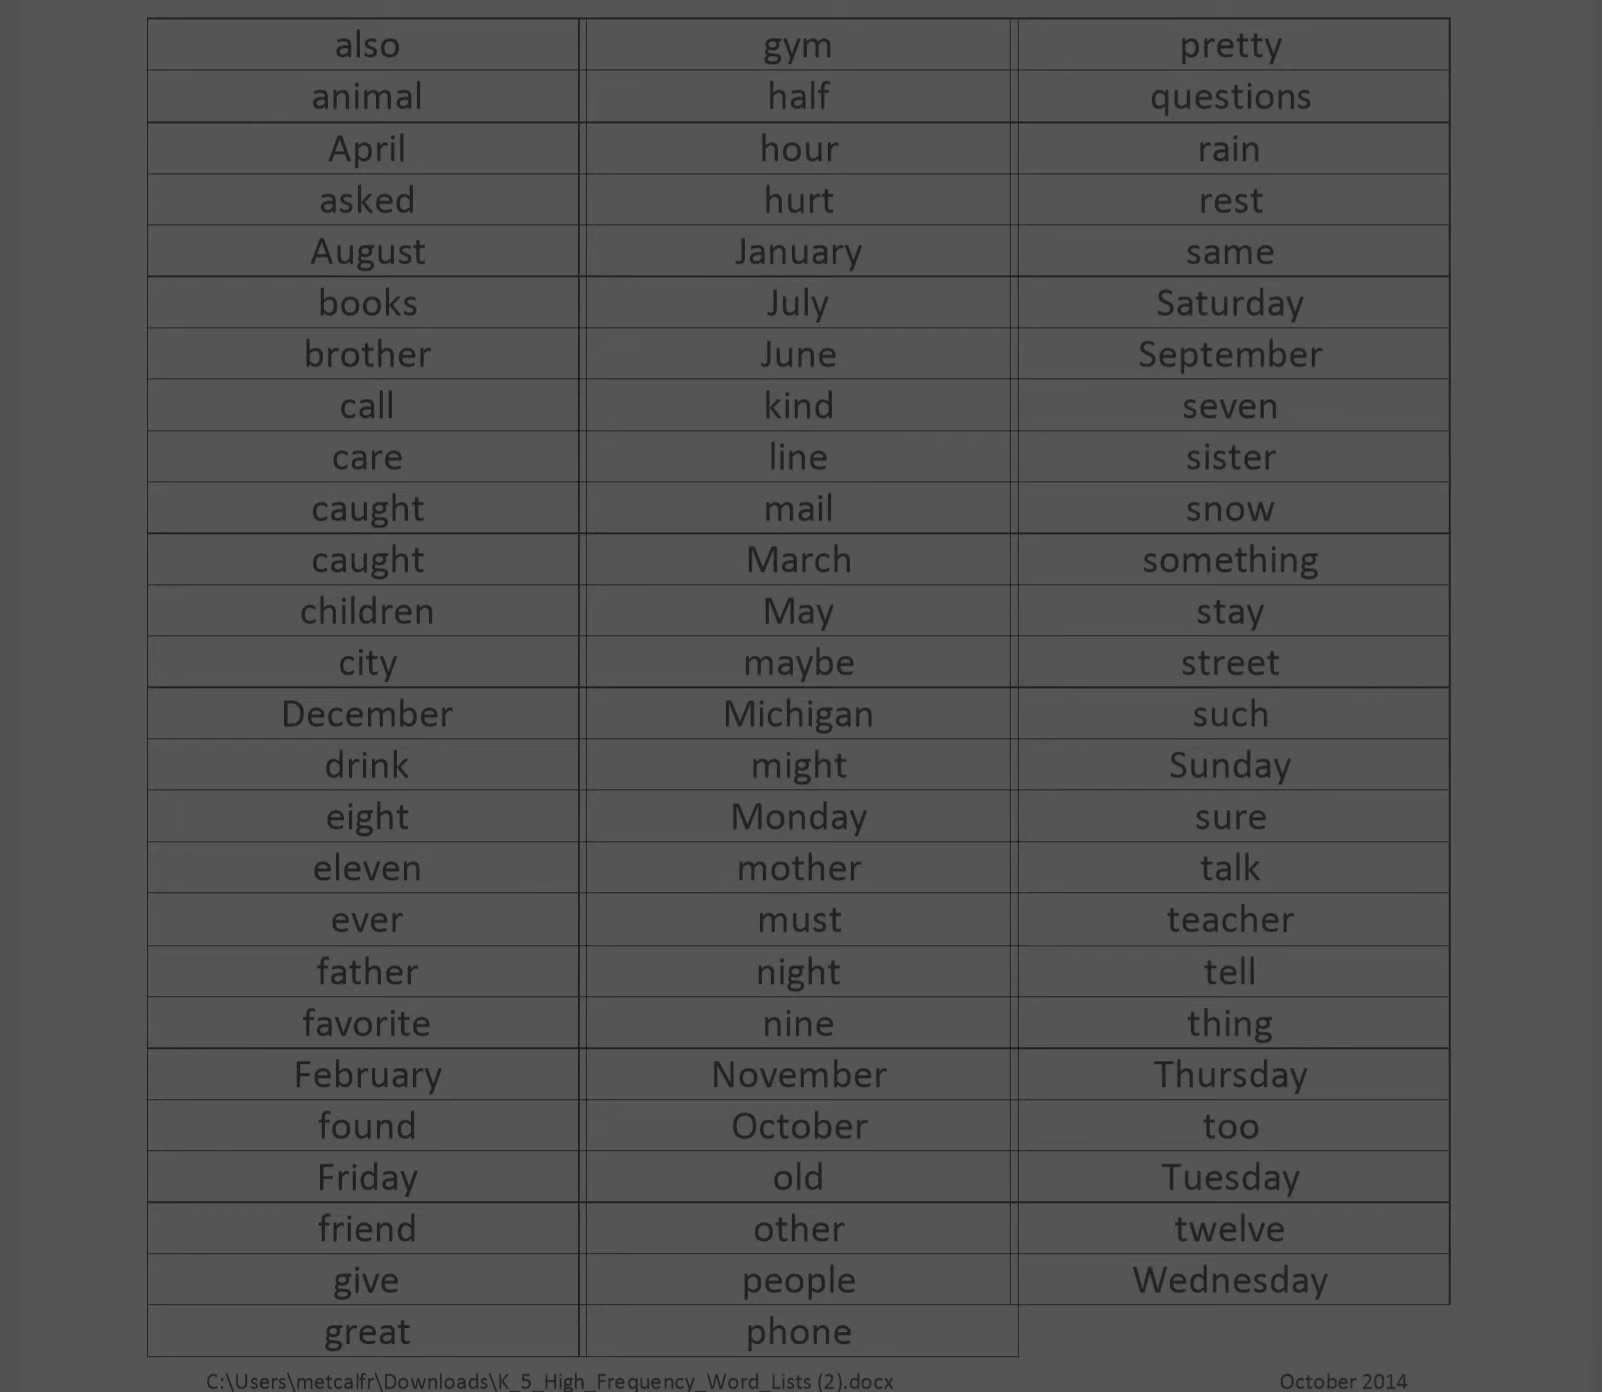 also gym pretty
animal half questions
April hour rain
asked hurt rest
August January same
books July Saturday
brother June September
call kind seven
care line sister
caught mail snow
caught March something
children May stay
city maybe street
December Michigan such
drink might Sunday
eight Monday sure
eleven mother talk
ever must teacher
father night tell
favorite nine thing
February November Thursday
found October too
Friday old Tuesday
friend other twelve
give people Wednesday
great phone
C:\Users\metcalfr\Downloads\K_5_High_Frequency_Word_Lists (2).docx October 2014